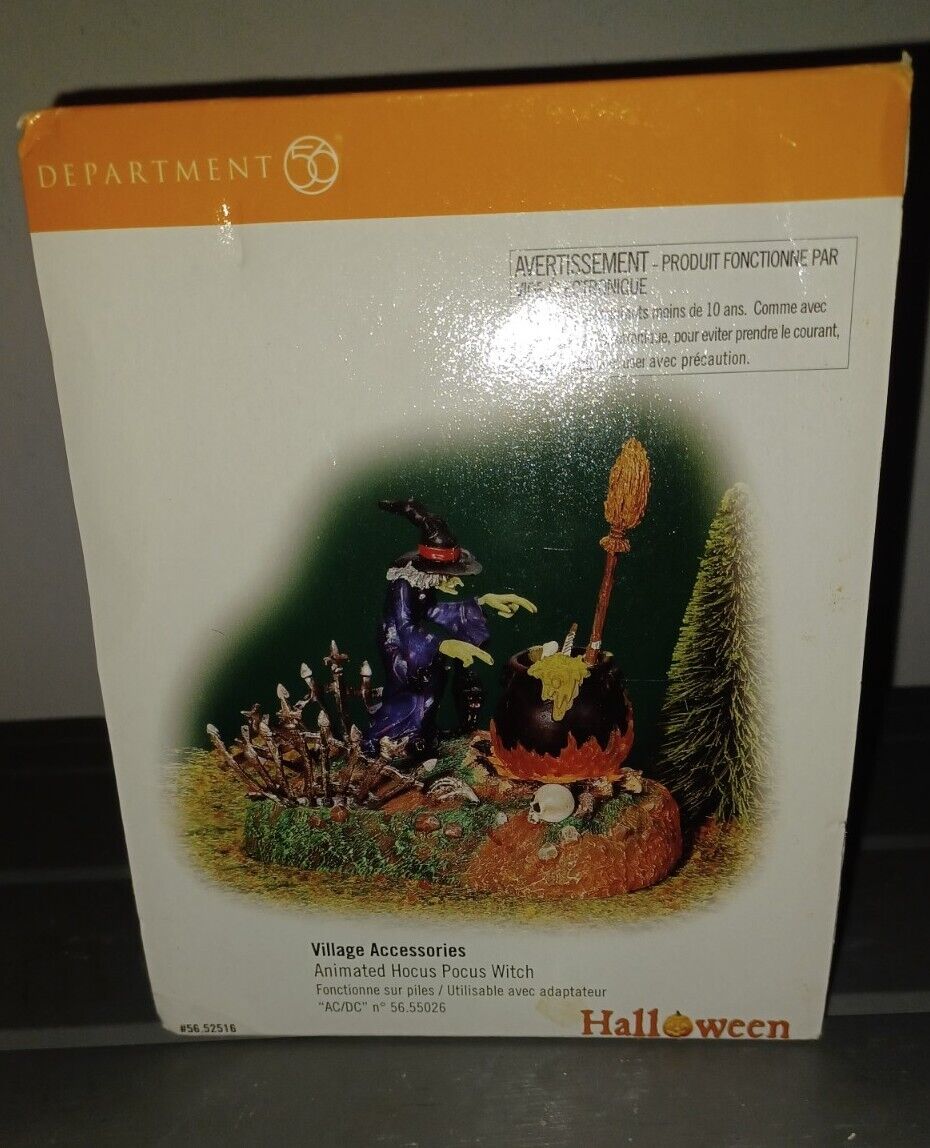 DEPARTMENT 56
AVERTISSEMENT - PRODUIT FONCTIONNE PAR
moins de 10 ans. Comme avec
pour eviter prendre le courant,
avec précaution.
Village Accessories
Animated Hocus Pocus Witch
Fonctionne sur piles / Utilisable avec adaptateur
"AC/DC" n° 56.55026
#56.52516
Halloween